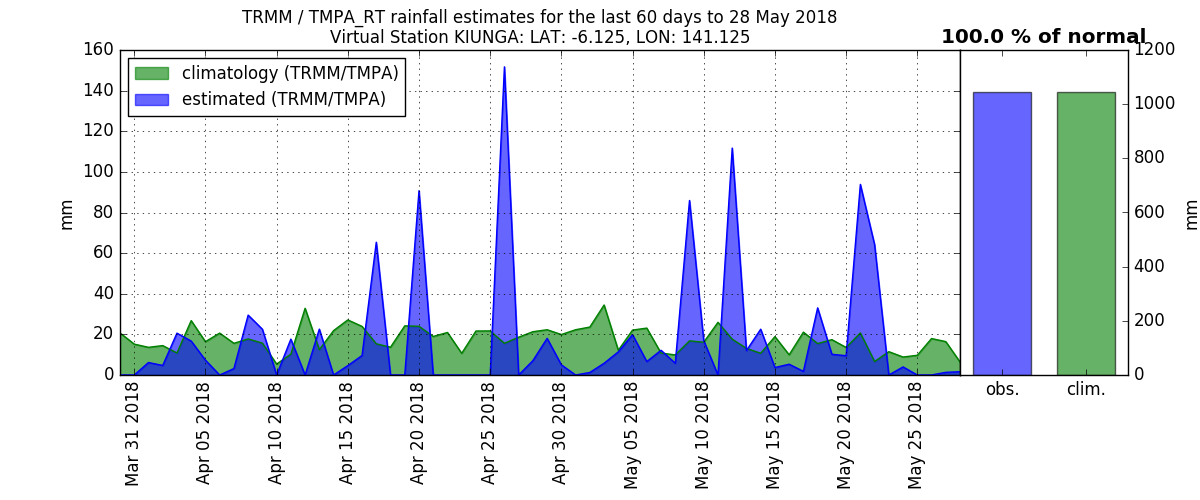 TRMM / TMPA_RT rainfall estimates for the last 60 days to 28 May 2018
Virtual Station KIUNGA: LAT: -6.125, LON: 141.125
100.0 % of normal
climatology (TRMM/TMPA)
estimated (TRMM/TMPA)
160
140
120
100
80
60
40
20
0
mm
Mar 31 2018
Apr 05 2018
Apr 10 2018
Apr 15 2018
Apr 20 2018
Apr 25 2018
Apr 30 2018
May 05 2018
May 10 2018
May 15 2018
May 20 2018
May 25 2018
obs.
clim.
1200
1000
800
600
400
200
0
mm